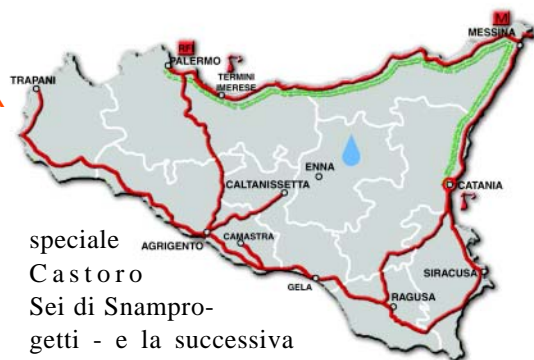 RFI
M
MESSINA
PALERMO
TRAPANI
TERMINI
IMERESE
ENNA
CALTANISSETTA
CATANIA
AGRIGENTO
CAMASTRA
SIRACUSA
GELA
RAGUSA
speciale
Castoro
Sei di Snampro-
getti - e la successiva